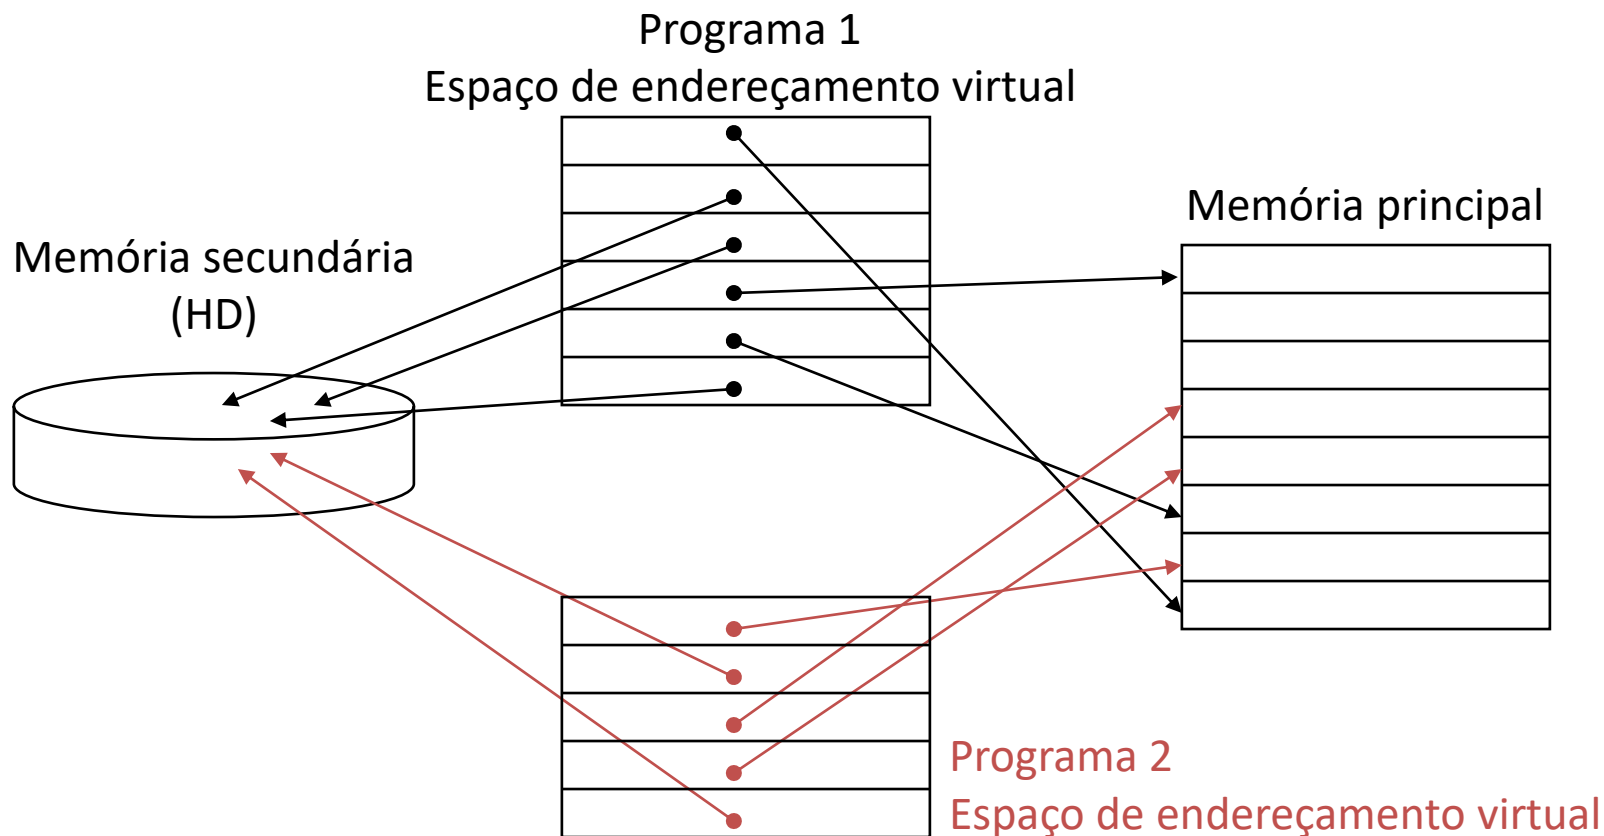 Programa 1
Espaço de endereçamento virtual
Memória principal
Memória secundária
(HD)
Programa 2
Espaço de endereçamento virtual